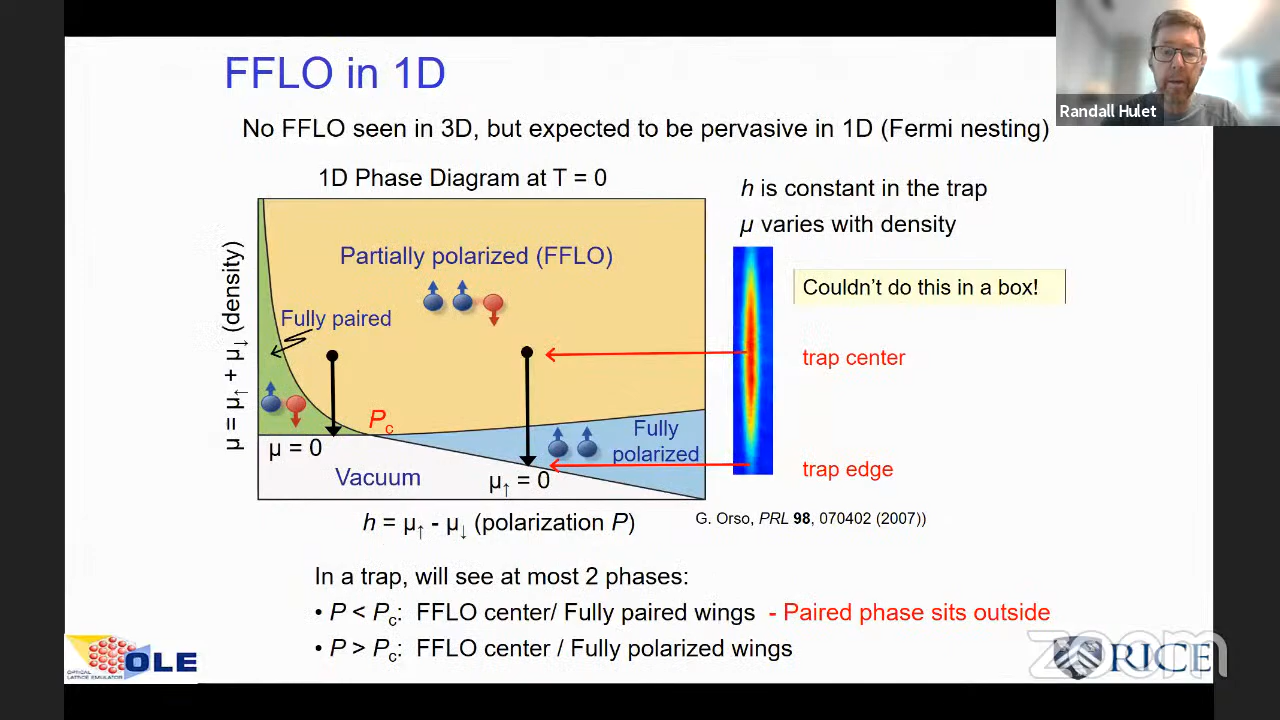 FFLO in 1D
Randall Hulet
No FFLO seen in 3D, but expected to be pervasive in 1D (Fermi nesting)
1D Phase Diagram at T = 0
h is constant in the trap
μ varies with density
Partially polarized (FFLO)
Couldn't do this in a box!
Fully paired
μ = μ↑ + μ↓ (density)
trap center
Pc
Fully
polarized
μ = 0
trap edge
Vacuum
μ↑ = 0
h = μ↑ - μ↓ (polarization P)
G. Orso, PRL 98, 070402 (2007))
In a trap, will see at most 2 phases:
• P < Pc: FFLO center/ Fully paired wings - Paired phase sits outside
• P > Pc: FFLO center / Fully polarized wings
OLE
OPTICAL
LATTICE EMULATOR
zoom
RICE